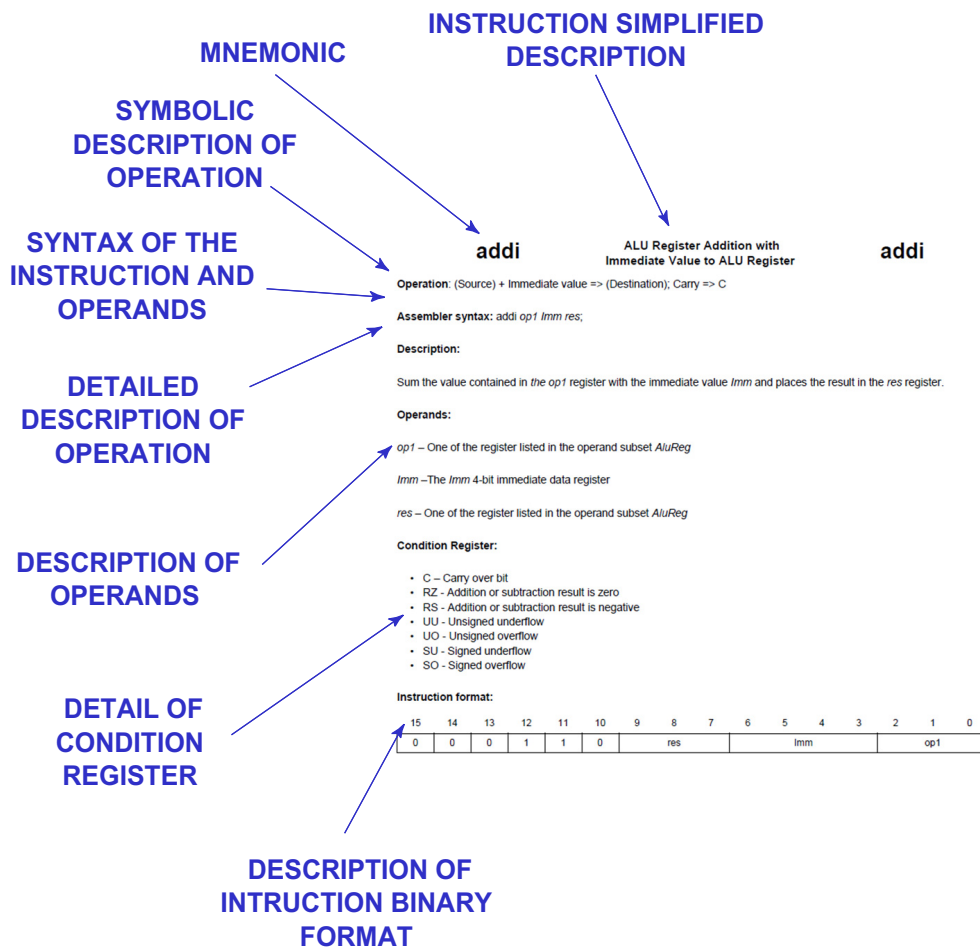 INSTRUCTION SIMPLIFIED
DESCRIPTION
MNEMONIC
SYMBOLIC
DESCRIPTION OF
OPERATION
SYNTAX OF THE
INSTRUCTION AND
OPERANDS
DETAILED
DESCRIPTION OF
OPERATION
DESCRIPTION OF
OPERANDS
DETAIL OF
CONDITION
REGISTER
DESCRIPTION OF
INTRUCTION BINARY
FORMAT
addi
ALU Register Addition with
Immediate Value to ALU Register
addi
Operation: (Source) + Immediate value => (Destination); Carry => C
Assembler syntax: addi op1 Imm res;
Description:
Sum the value contained in the op1 register with the immediate value Imm and places the result in the res register.
Operands:
op1 – One of the register listed in the operand subset AluReg
Imm –The Imm 4-bit immediate data register
res – One of the register listed in the operand subset AluReg
Condition Register:
• C – Carry over bit
• RZ - Addition or subtraction result is zero
• RS - Addition or subtraction result is negative
• UU - Unsigned underflow
• UO - Unsigned overflow
• SU - Signed underflow
• SO - Signed overflow
Instruction format:
15 14 13 12 11 10 9 8 7 6 5 4 3 2 1 0
0 0 0 1 1 0 res Imm op1